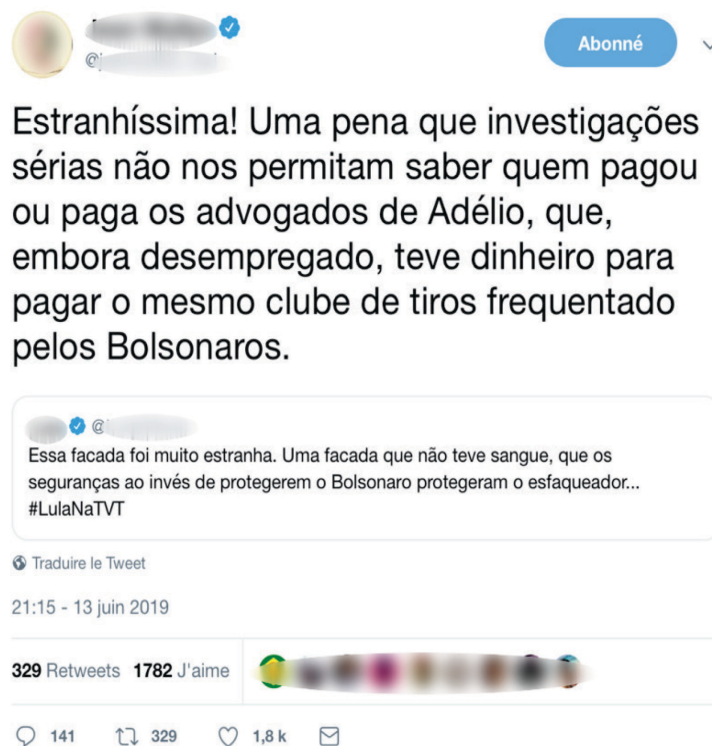 @
Abonné
Estranhíssima! Uma pena que investigações
sérias não nos permitam saber quem pagou
ou paga os advogados de Adélio, que,
embora desempregado, teve dinheiro para
pagar o mesmo clube de tiros frequentado
pelos Bolsonaros.
@
Essa facada foi muito estranha. Uma facada que não teve sangue, que os
seguranças ao invés de protegerem o Bolsonaro protegeram o esfaqueador...
#LulaNaTVT
Traduire le Tweet
21:15 - 13 juin 2019
329 Retweets 1782 J'aime
141 329 1,8 k